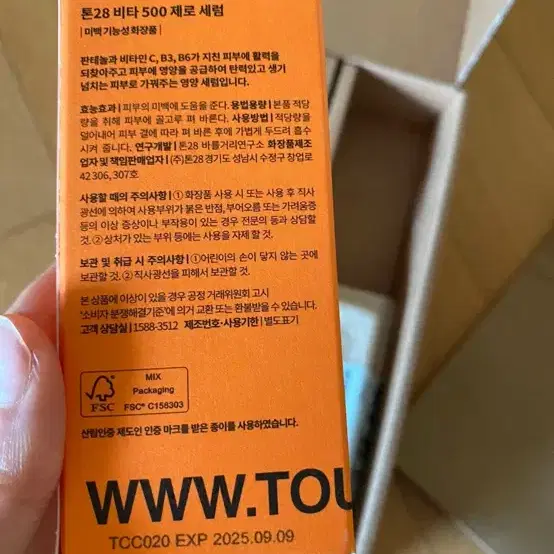 톤28 비타 500 제로 세럼
| 미백 기능성 화장품 |
판테놀과 비타민 C, B3, B6가 지친 피부에 활력을
되찾아주고 피부에 영양을 공급하여 탄력있고 생기
넘치는 피부로 가꿔주는 영양 세럼입니다.
효능효과 | 피부의 미백에 도움을 준다. 용법용량 | 본품 적당
량을 취해 피부에 골고루 펴 바른다. 사용방법 | 적당량을
덜어내어 피부 결에 따라 펴 바른 후에 가볍게 두드려 흡수
시켜 줍니다. 연구개발 | 톤28 바를거리연구소 화장품제조
업자 및 책임판매업자 | (주)톤28 경기도 성남시 수정구 창업로
42 306, 307호
사용할 때의 주의사항 | ① 화장품 사용 시 또는 사용 후 직사
광선에 의하여 사용부위가 붉은 반점, 부어오름 또는 가려움증
등의 이상 증상이나 부작용이 있는 경우 전문의 등과 상담할
것. ② 상처가 있는 부위 등에는 사용을 자제 할 것.
보관 및 취급 시 주의사항 | ①어린이의 손이 닿지 않는 곳에
보관할 것. ②직사광선을 피해서 보관할 것.
본 상품에 이상이 있을 경우 공정 거래위원회 고시
'소비자 분쟁해결기준'에 의거 교환 또는 환불받을 수 있습니다.
고객 상담실 | 1588-3512 제조번호·사용기한 | 별도표기
MIX
Packaging
FSC® C156303
FSC
산림인증 제도인 인증 마크를 받은 종이를 사용하였습니다.
WWW.TOU
TCC020 EXP 2025.09.09